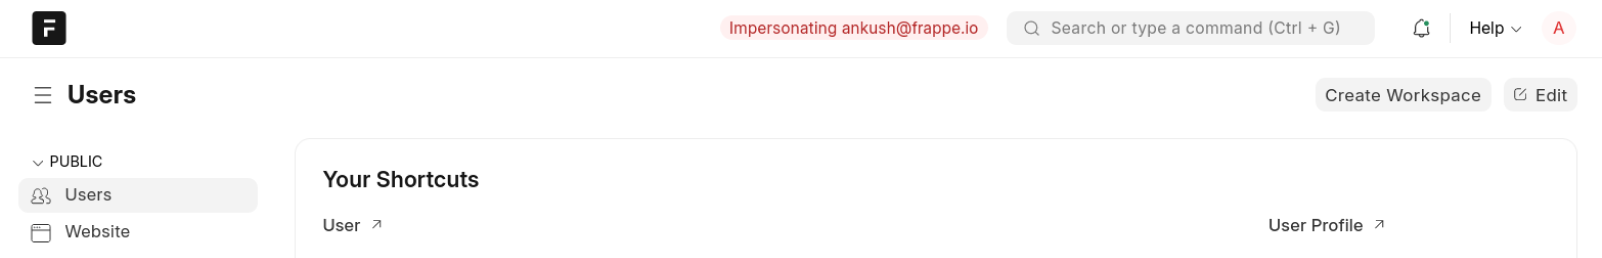 F
Impersonating ankush@frappe.io
Search or type a command (Ctrl + G)
Help
A
Users
Create Workspace
Edit
PUBLIC
Users
Website
Your Shortcuts
User
User Profile